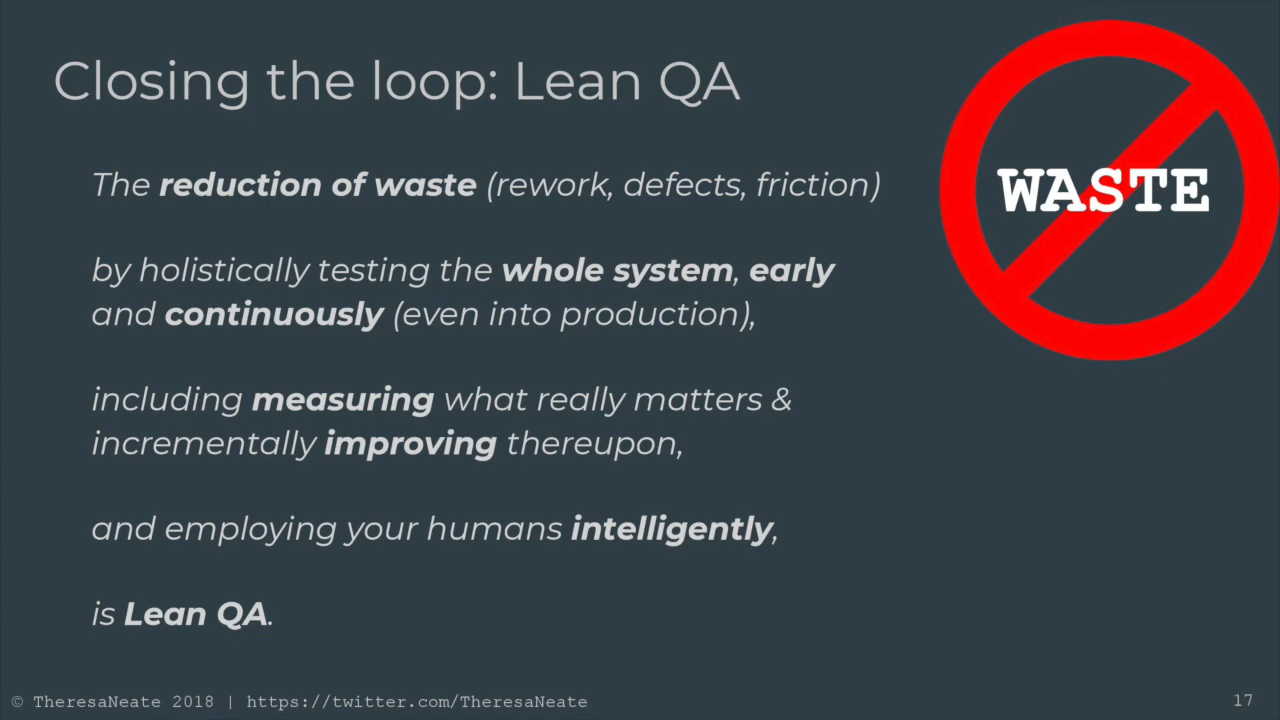 Closing the loop: Lean QA
WASTE
The reduction of waste (rework, defects, friction)
by holistically testing the whole system, early
and continuously (even into production),
including measuring what really matters &
incrementally improving thereupon,
and employing your humans intelligently,
is Lean QA.
© TheresaNeate 2018 | https://twitter.com/TheresaNeate
17